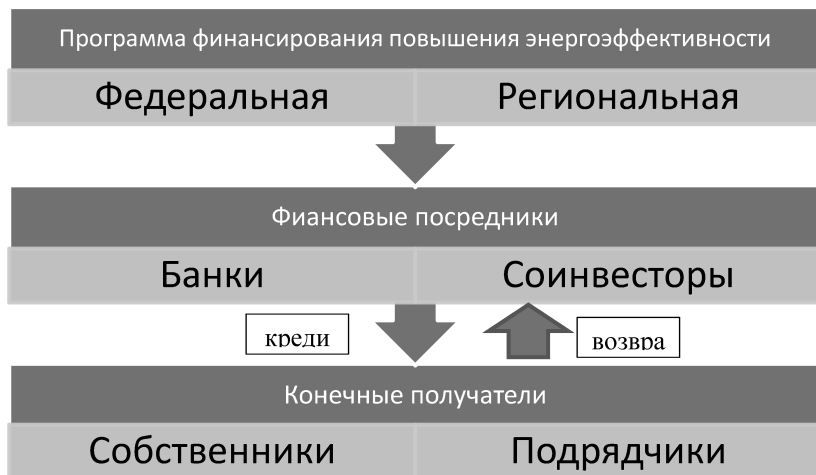 Программа финансирования повышения энергоэффективности
Федеральная Региональная
Фиансовые посредники
Банки Соинвесторы
креди возвра
Конечные получатели
Собственники Подрядчики